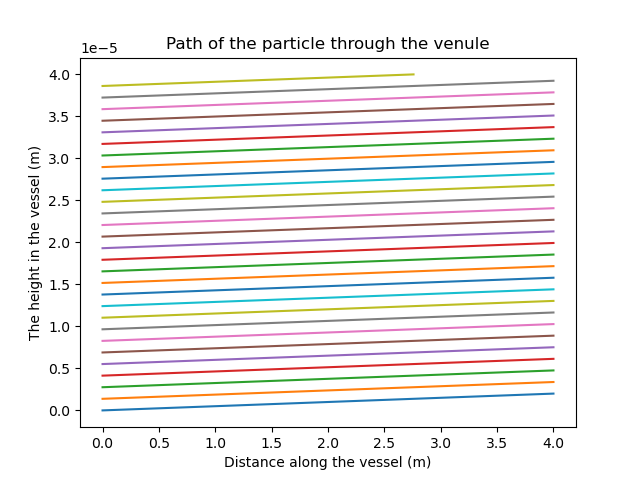 Path of the particle through the venule
1e−5
4.0
3.5
3.0
2.5
2.0
1.5
1.0
0.5
0.0
The height in the vessel (m)
0.0 0.5 1.0 1.5 2.0 2.5 3.0 3.5 4.0
Distance along the vessel (m)